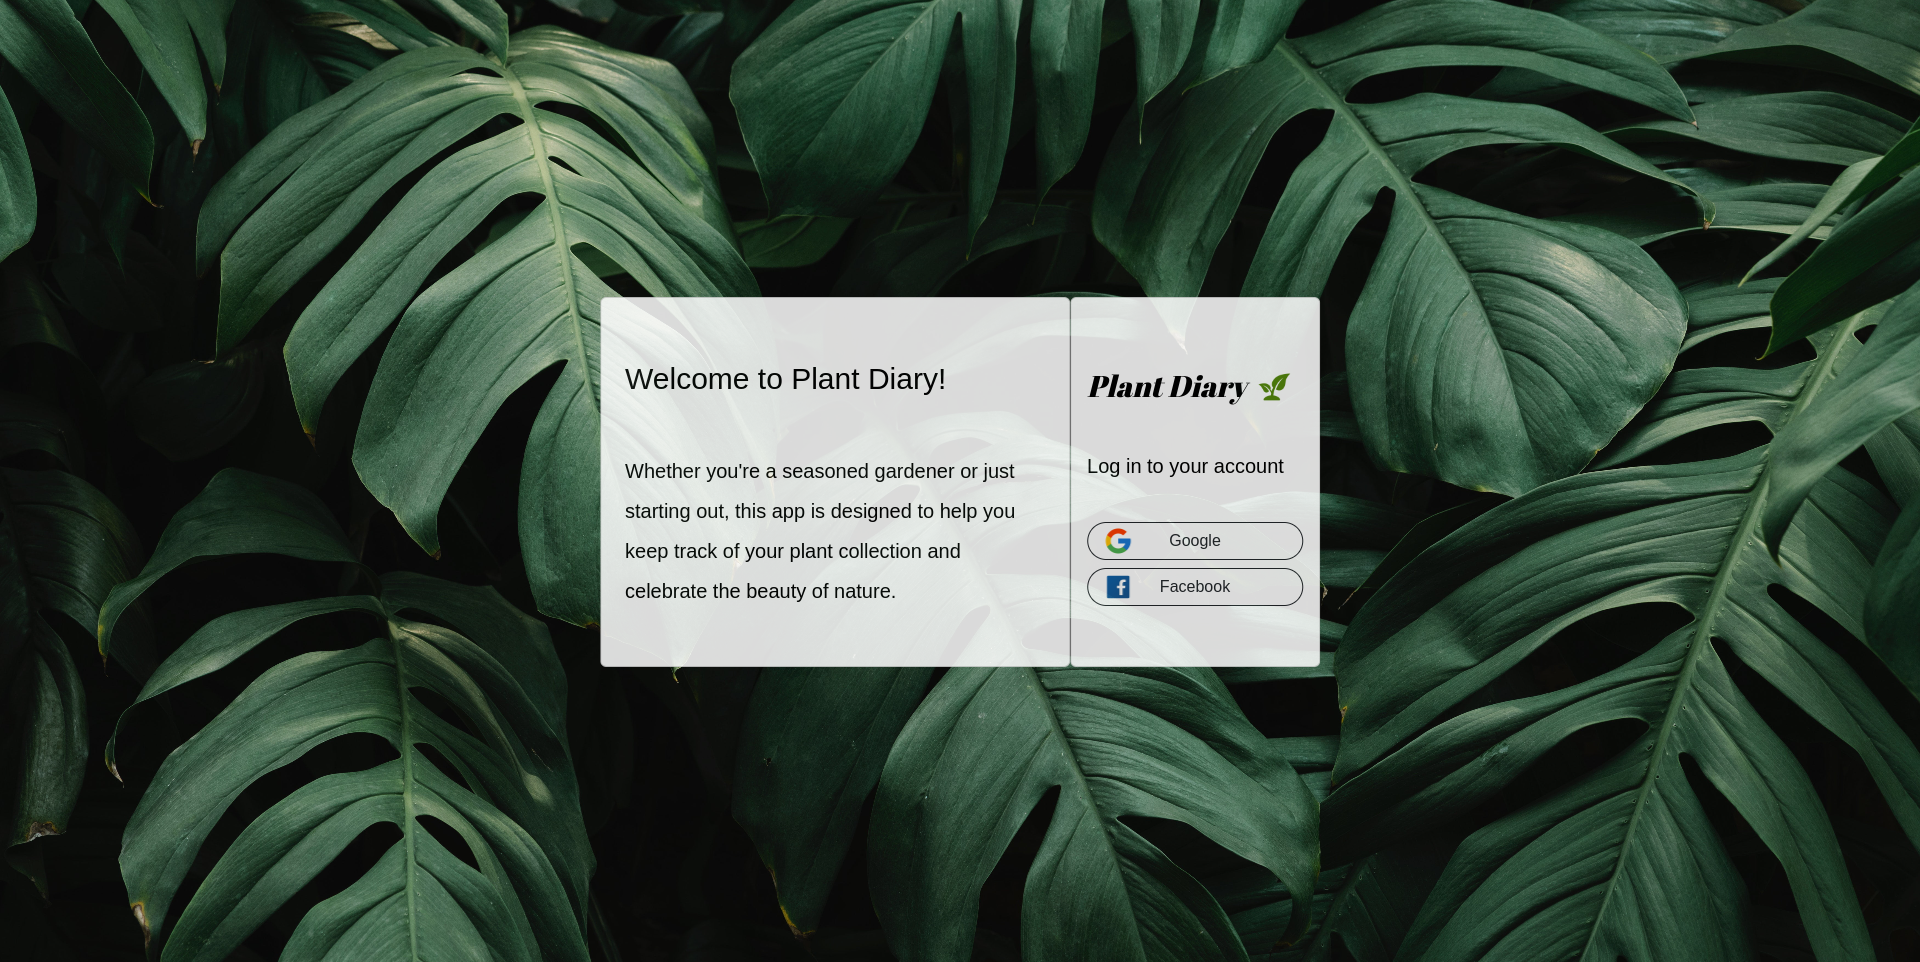 Welcome to Plant Diary!
Whether you're a seasoned gardener or just
starting out, this app is designed to help you
keep track of your plant collection and
celebrate the beauty of nature.
Plant Diary
Log in to your account
Google
Facebook